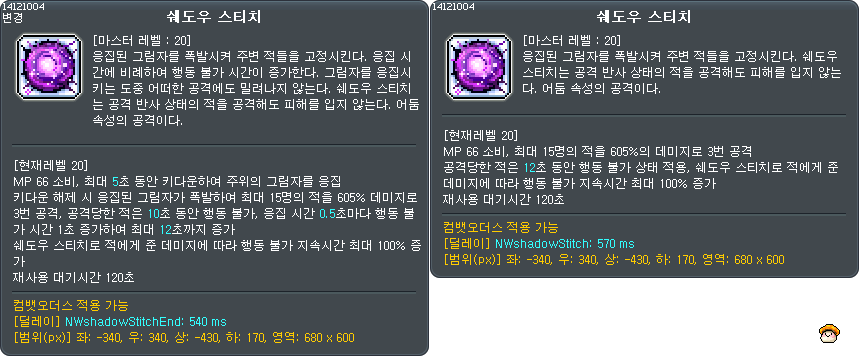 14121004
변경
쉐도우 스티치
[마스터 레벨 : 20]
응집된 그림자를 폭발시켜 주변 적들을 고정시킨다. 응집 시
간에 비례하여 행동 불가 시간이 증가한다. 그림자를 응집시
키는 도중 어떠한 공격에도 밀려나지 않는다. 쉐도우 스티치
는 공격 반사 상태의 적을 공격해도 피해를 입지 않는다. 어둠
속성의 공격이다.
[현재레벨 20]
MP 66 소비, 최대 5초 동안 키다운하여 주위의 그림자를 응집
키다운 해제 시 응집된 그림자가 폭발하여 최대 15명의 적을 605% 데미지로
3번 공격, 공격당한 적은 10초 동안 행동 불가, 응집 시간 0.5초마다 행동 불
가 시간 1초 증가하여 최대 12초까지 증가
쉐도우 스티치로 적에게 준 데미지에 따라 행동 불가 지속시간 최대 100% 증
가
재사용 대기시간 120초
컴뱃오더스 적용 가능
[딜레이] NWshadowStitchEnd: 540 ms
[범위(px)] 좌: -340, 우: 340, 상: -430, 하: 170, 영역: 680 x 600
14121004
쉐도우 스티치
[마스터 레벨 : 20]
응집된 그림자를 폭발시켜 주변 적들을 고정시킨다. 쉐도우
스티치는 공격 반사 상태의 적을 공격해도 피해를 입지 않는
다. 어둠 속성의 공격이다.
[현재레벨 20]
MP 66 소비, 최대 15명의 적을 605%의 데미지로 3번 공격
공격당한 적은 12초 동안 행동 불가 상태 적용, 쉐도우 스티치로 적에게 준
데미지에 따라 행동 불가 지속시간 최대 100% 증가
재사용 대기시간 120초
컴뱃오더스 적용 가능
[딜레이] NWshadowStitch: 570 ms
[범위(px)] 좌: -340, 우: 340, 상: -430, 하: 170, 영역: 680 x 600